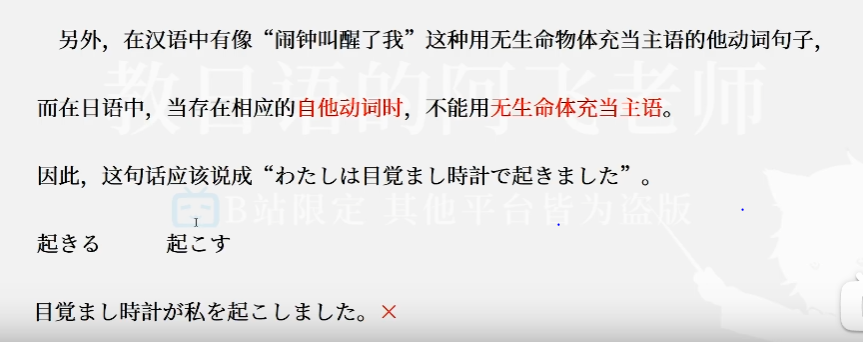 另外，在汉语中有像“闹钟叫醒了我”这种用无生命物体充当主语的他动词句子，
而在日语中，当存在相应的自他动词时，不能用无生命体充当主语。
因此，这句话应该说成“わたしは目覚まし時計で起きました”。
起きる 起こす
目覚まし時計が私を起こしました。×
教日语的阿飞老师
B站限定 其他平台皆为盗版